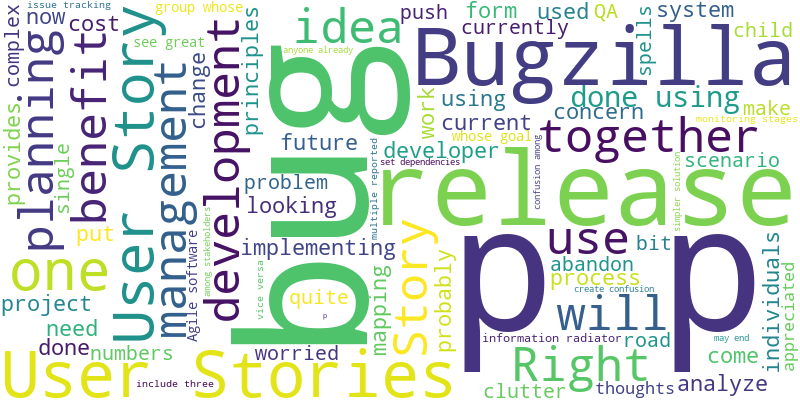 issue tracking
group whose
push
form
used
QA
system
complex
now
cost
see great
idea
currently
Bugzilla
spells
child
planning
benefit
User Story
management
change
development
principles
anyone already
bug
work
using
done using
make
monitoring stages
current
concern
provides
single
future
whose goal
together
developer
set dependencies
multiple reported
confusion among
problem
release
scenario
simpler solution
looking
put
implementing
Agile software
among stakeholders
p p
use
bit
abandon
process
one
vice versa
quite
mapping
Story
probably
project
create confusion
will
individuals
appreciated
p
need
done
numbers
worried
information radiator
road
may end
Right
come
User Stories
include three
clutter
thoughts
analyze